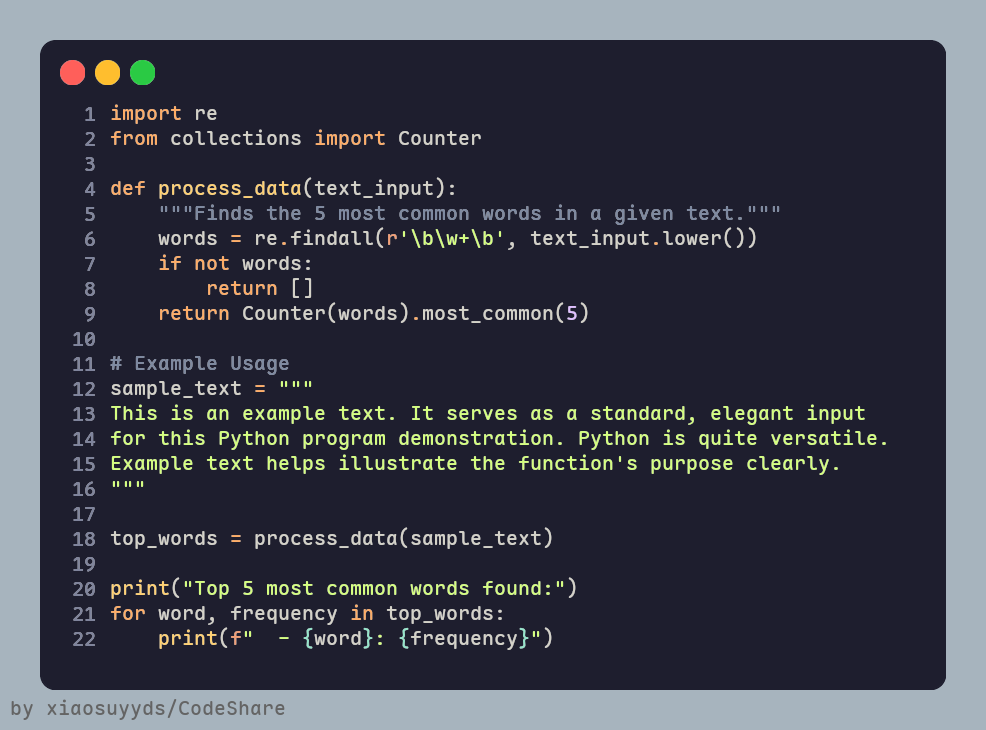 1 import re
2 from collections import Counter
3
4 def process_data(text_input):
5     """Finds the 5 most common words in a given text."""
6     words = re.findall(r'\b\w+\b', text_input.lower())
7     if not words:
8         return []
9     return Counter(words).most_common(5)
10
11 # Example Usage
12 sample_text = """
13 This is an example text. It serves as a standard, elegant input
14 for this Python program demonstration. Python is quite versatile.
15 Example text helps illustrate the function's purpose clearly.
16 """
17
18 top_words = process_data(sample_text)
19
20 print("Top 5 most common words found:")
21 for word, frequency in top_words:
22     print(f"  - {word}: {frequency}")
by xiaosuyyds/CodeShare